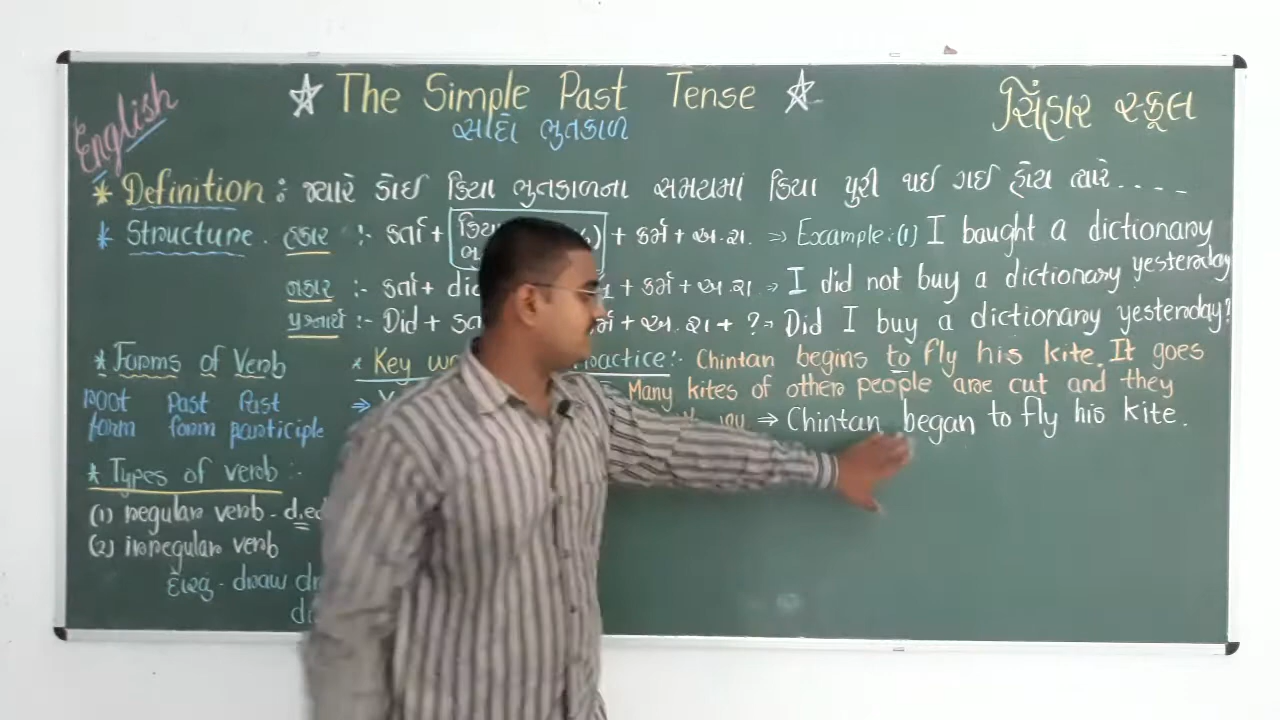 English
☆ The Simple Past Tense ☆
સાદો ભુતકાળ
સિંહાર સ્કૂલ
* Definition : જ્યારે કોઈ ક્રિયા ભુતકાળના સમયમાં ક્રિયા પુરી થઈ ગઈ હોય ત્યારે....
* Structure. હકાર :- કર્તા + + કર્મ + અ.શ. ⇒ Example:(1) I baught a dictionary yesterday
નકાર :- કર્તા + + કર્મ + અ.શ. ⇒ I did not buy a dictionary
પ્રશ્નાર્થ :- Did + + અ.શ. + ? ⇒ Did I buy a dictionary yesterday?
* Forms of Verb
* Key :- Chintan begins to fly his kite. It goes
root past past
Many kites of other people are cut and they
form form participle
⇒ Chintan began to fly his kite.
* Types of verb :-
(1) regular verb - d,ed
(2) irregular verb
દા.ત. - draw